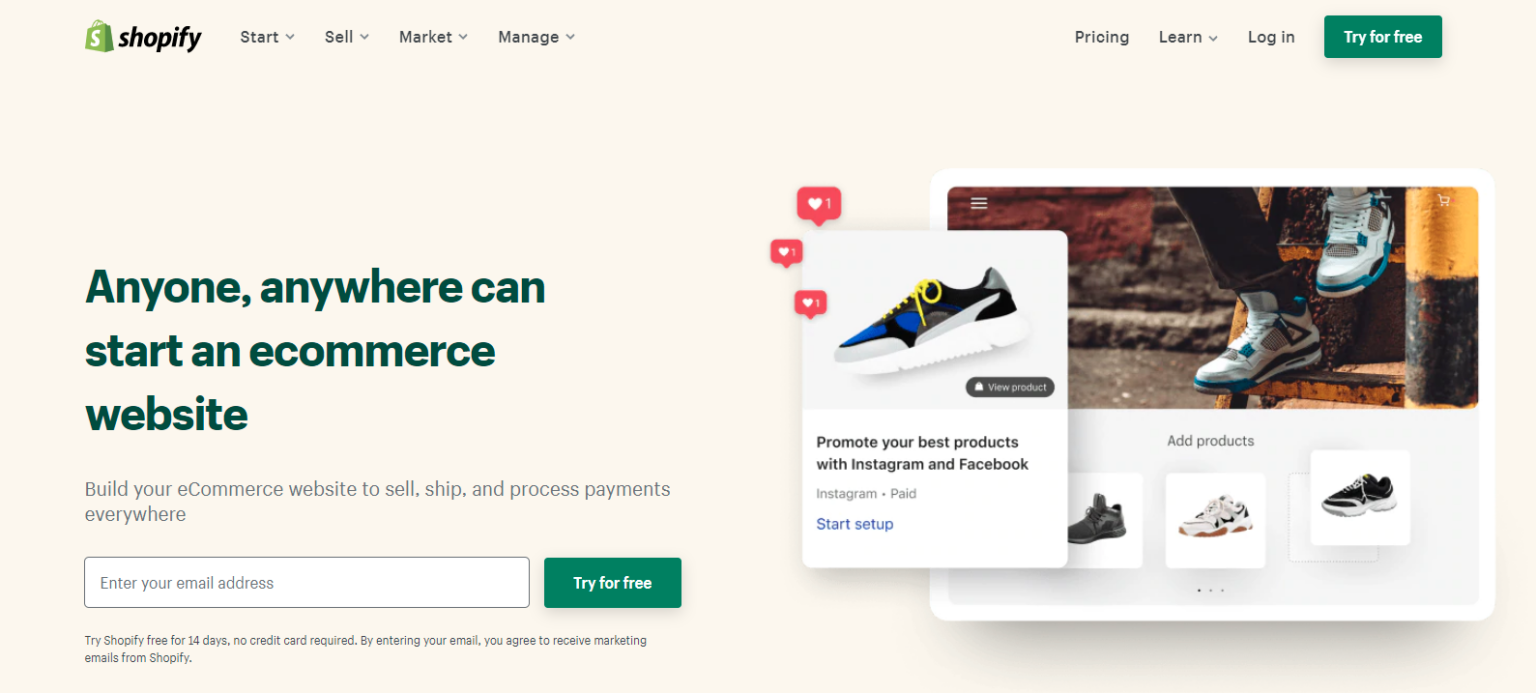 shopify
Start
Sell
Market
Manage
Pricing
Learn
Log in
Try for free
Anyone, anywhere can
start an ecommerce
website
Build your eCommerce website to sell, ship, and process payments
everywhere
Enter your email address
Try for free
Try Shopify free for 14 days, no credit card required. By entering your email, you agree to receive marketing
emails from Shopify.
1
1
1
View product
Promote your best products
with Instagram and Facebook
Instagram • Paid
Start setup
Add products